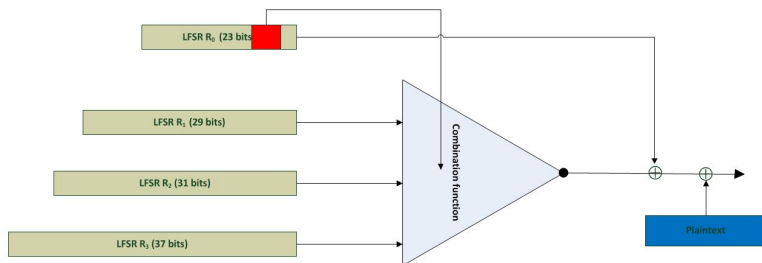 LFSR R₀ (23 bits
LFSR R₁ (29 bits)
LFSR R₂ (31 bits)
LFSR R₃ (37 bits)
Combination function
Plaintext